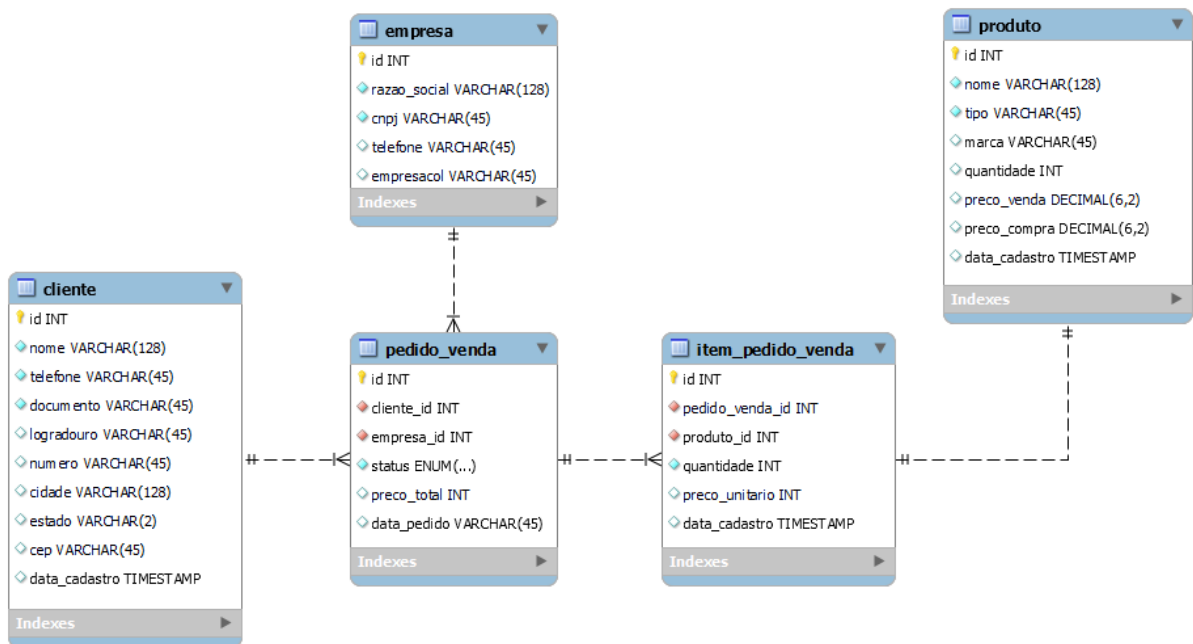 empresa
id INT
razao_social VARCHAR(128)
cnpj VARCHAR(45)
telefone VARCHAR(45)
empresacol VARCHAR(45)
Indexes
produto
id INT
nome VARCHAR(128)
tipo VARCHAR(45)
marca VARCHAR(45)
quantidade INT
preco_venda DECIMAL(6,2)
preco_compra DECIMAL(6,2)
data_cadastro TIMESTAMP
Indexes
cliente
id INT
nome VARCHAR(128)
telefone VARCHAR(45)
documento VARCHAR(45)
logradouro VARCHAR(45)
numero VARCHAR(45)
cidade VARCHAR(128)
estado VARCHAR(2)
cep VARCHAR(45)
data_cadastro TIMESTAMP
Indexes
pedido_venda
id INT
cliente_id INT
empresa_id INT
status ENUM(...)
preco_total INT
data_pedido VARCHAR(45)
Indexes
item_pedido_venda
id INT
pedido_venda_id INT
produto_id INT
quantidade INT
preco_unitario INT
data_cadastro TIMESTAMP
Indexes